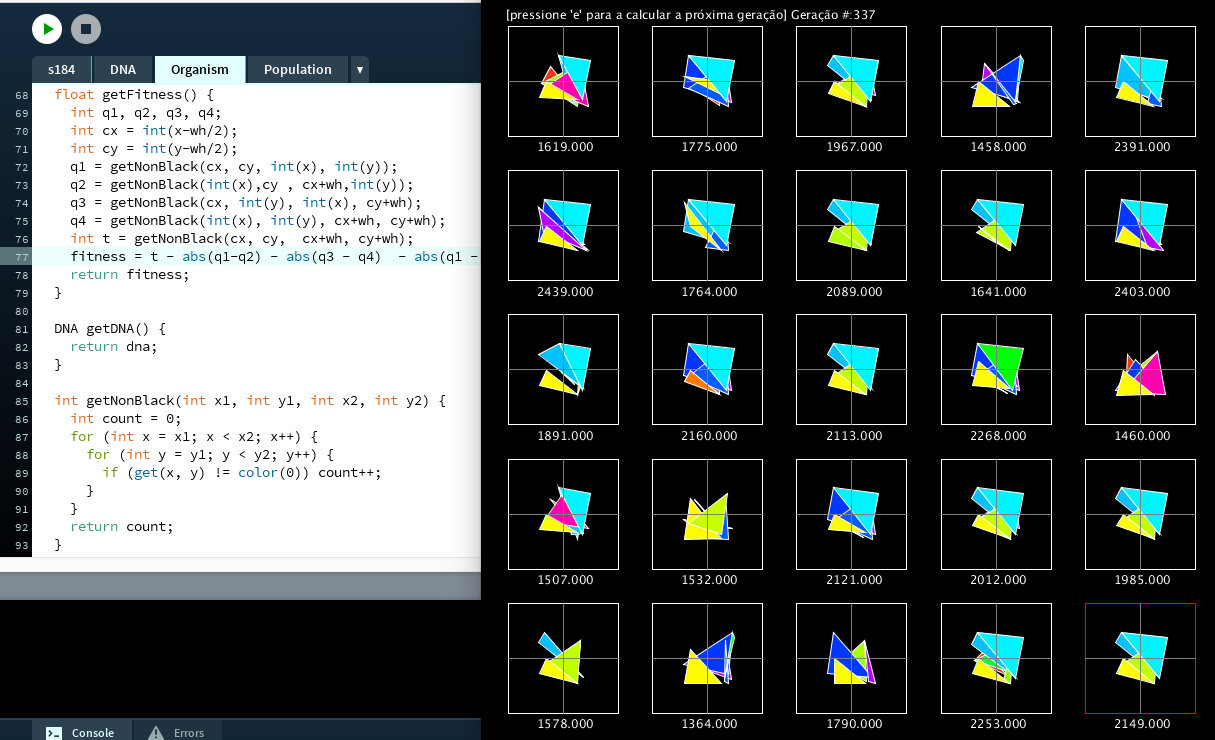 [pressione 'e' para a calcular a próxima geração] Geração #:337
s184 DNA Organism Population ▼
68 float getFitness() {
69 int q1, q2, q3, q4;
70 int cx = int(x-wh/2);
71 int cy = int(y-wh/2);
72 q1 = getNonBlack(cx, cy, int(x), int(y));
73 q2 = getNonBlack(int(x),cy , cx+wh,int(y));
74 q3 = getNonBlack(cx, int(y), int(x), cy+wh);
75 q4 = getNonBlack(int(x), int(y), cx+wh, cy+wh);
76 int t = getNonBlack(cx, cy,  cx+wh, cy+wh);
77 fitness = t - abs(q1-q2) - abs(q3 - q4)  - abs(q1 -
78 return fitness;
79 }
80
81 DNA getDNA() {
82 return dna;
83 }
84
85 int getNonBlack(int x1, int y1, int x2, int y2) {
86 int count = 0;
87 for (int x = x1; x < x2; x++) {
88 for (int y = y1; y < y2; y++) {
89 if (get(x, y) != color(0)) count++;
90 }
91 }
92 return count;
93 }
Console Errors
1619.000 1775.000 1967.000 1458.000 2391.000
2439.000 1764.000 2089.000 1641.000 2403.000
1891.000 2160.000 2113.000 2268.000 1460.000
1507.000 1532.000 2121.000 2012.000 1985.000
1578.000 1364.000 1790.000 2253.000 2149.000